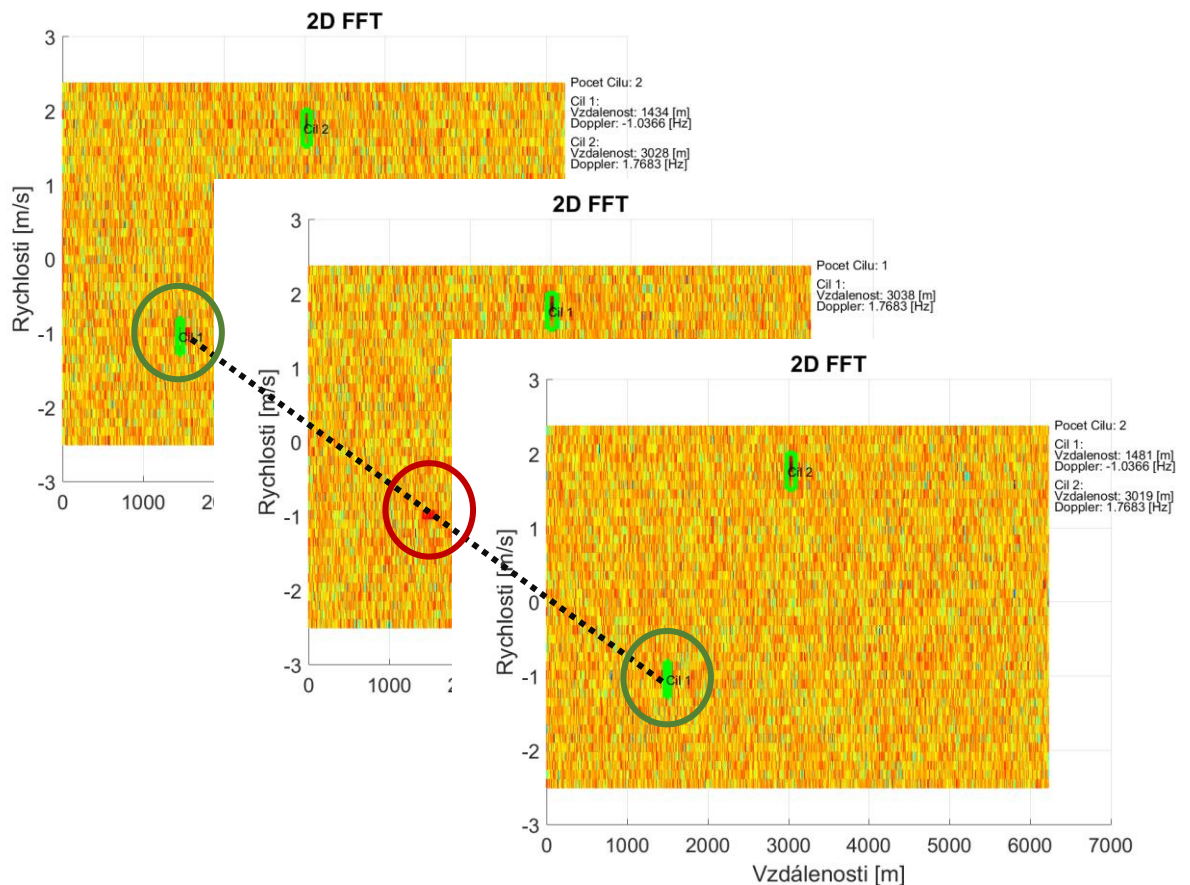 2D FFT
3
2
1
0
-1
-2
-3
Rychlosti [m/s]
0
1000
Cil 2
Cil 1
Pocet Cilu: 2
Cil 1:
Vzdalenost: 1434 [m]
Doppler: -1.0366 [Hz]
Cil 2:
Vzdalenost: 3028 [m]
Doppler: 1.7683 [Hz]
2D FFT
3
2
1
0
-1
-2
-3
Rychlosti [m/s]
0
1000
Cil 1
Pocet Cilu: 1
Cil 1:
Vzdalenost: 3038 [m]
Doppler: 1.7683 [Hz]
2D FFT
3
2
1
0
-1
-2
-3
Rychlosti [m/s]
Cil 2
Cil 1
Pocet Cilu: 2
Cil 1:
Vzdalenost: 1481 [m]
Doppler: -1.0366 [Hz]
Cil 2:
Vzdalenost: 3019 [m]
Doppler: 1.7683 [Hz]
0 1000 2000 3000 4000 5000 6000 7000
Vzdálenosti [m]